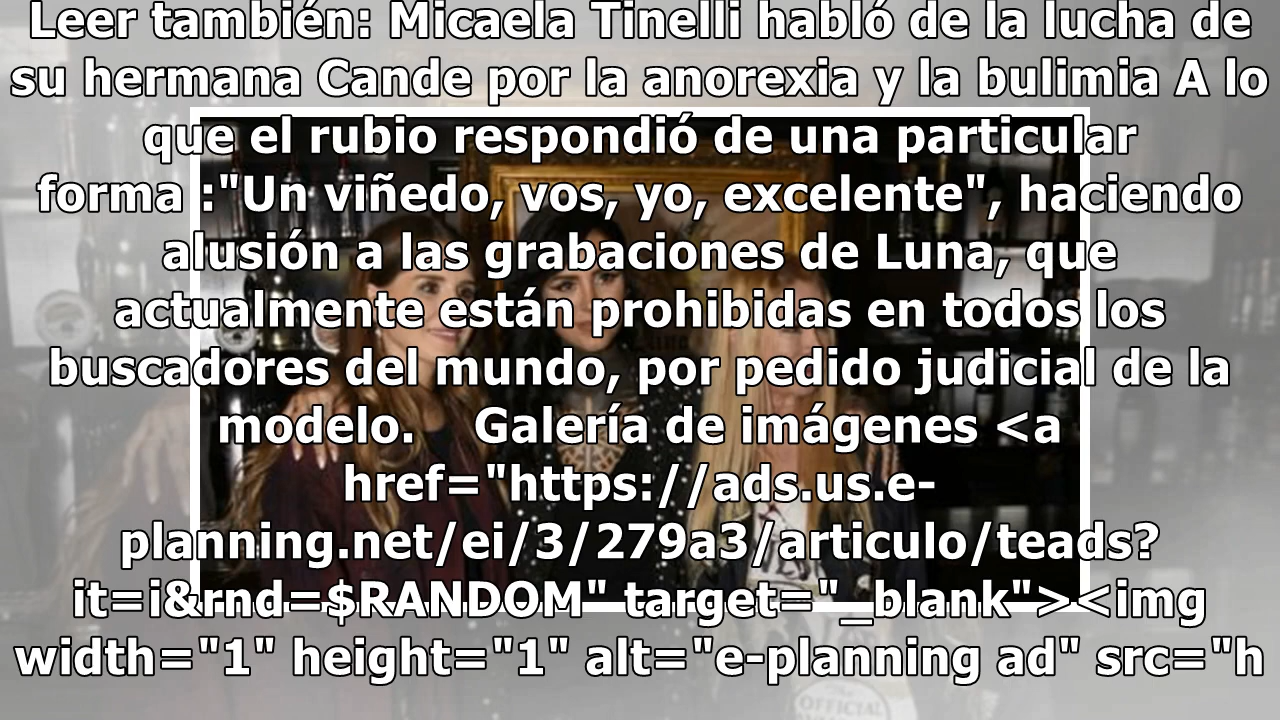 Leer también: Micaela Tinelli habló de la lucha de
su hermana Cande por la anorexia y la bulimia A lo
que el rubio respondió de una particular
forma :"Un viñedo, vos, yo, excelente", haciendo
alusión a las grabaciones de Luna, que
actualmente están prohibidas en todos los
buscadores del mundo, por pedido judicial de la
modelo. Galería de imágenes <a
href="https://ads.us.e-
planning.net/ei/3/279a3/articulo/teads?
it=i&rnd=$RANDOM" target="_blank"><img
width="1" height="1" alt="e-planning ad" src="h
OFFICIAL